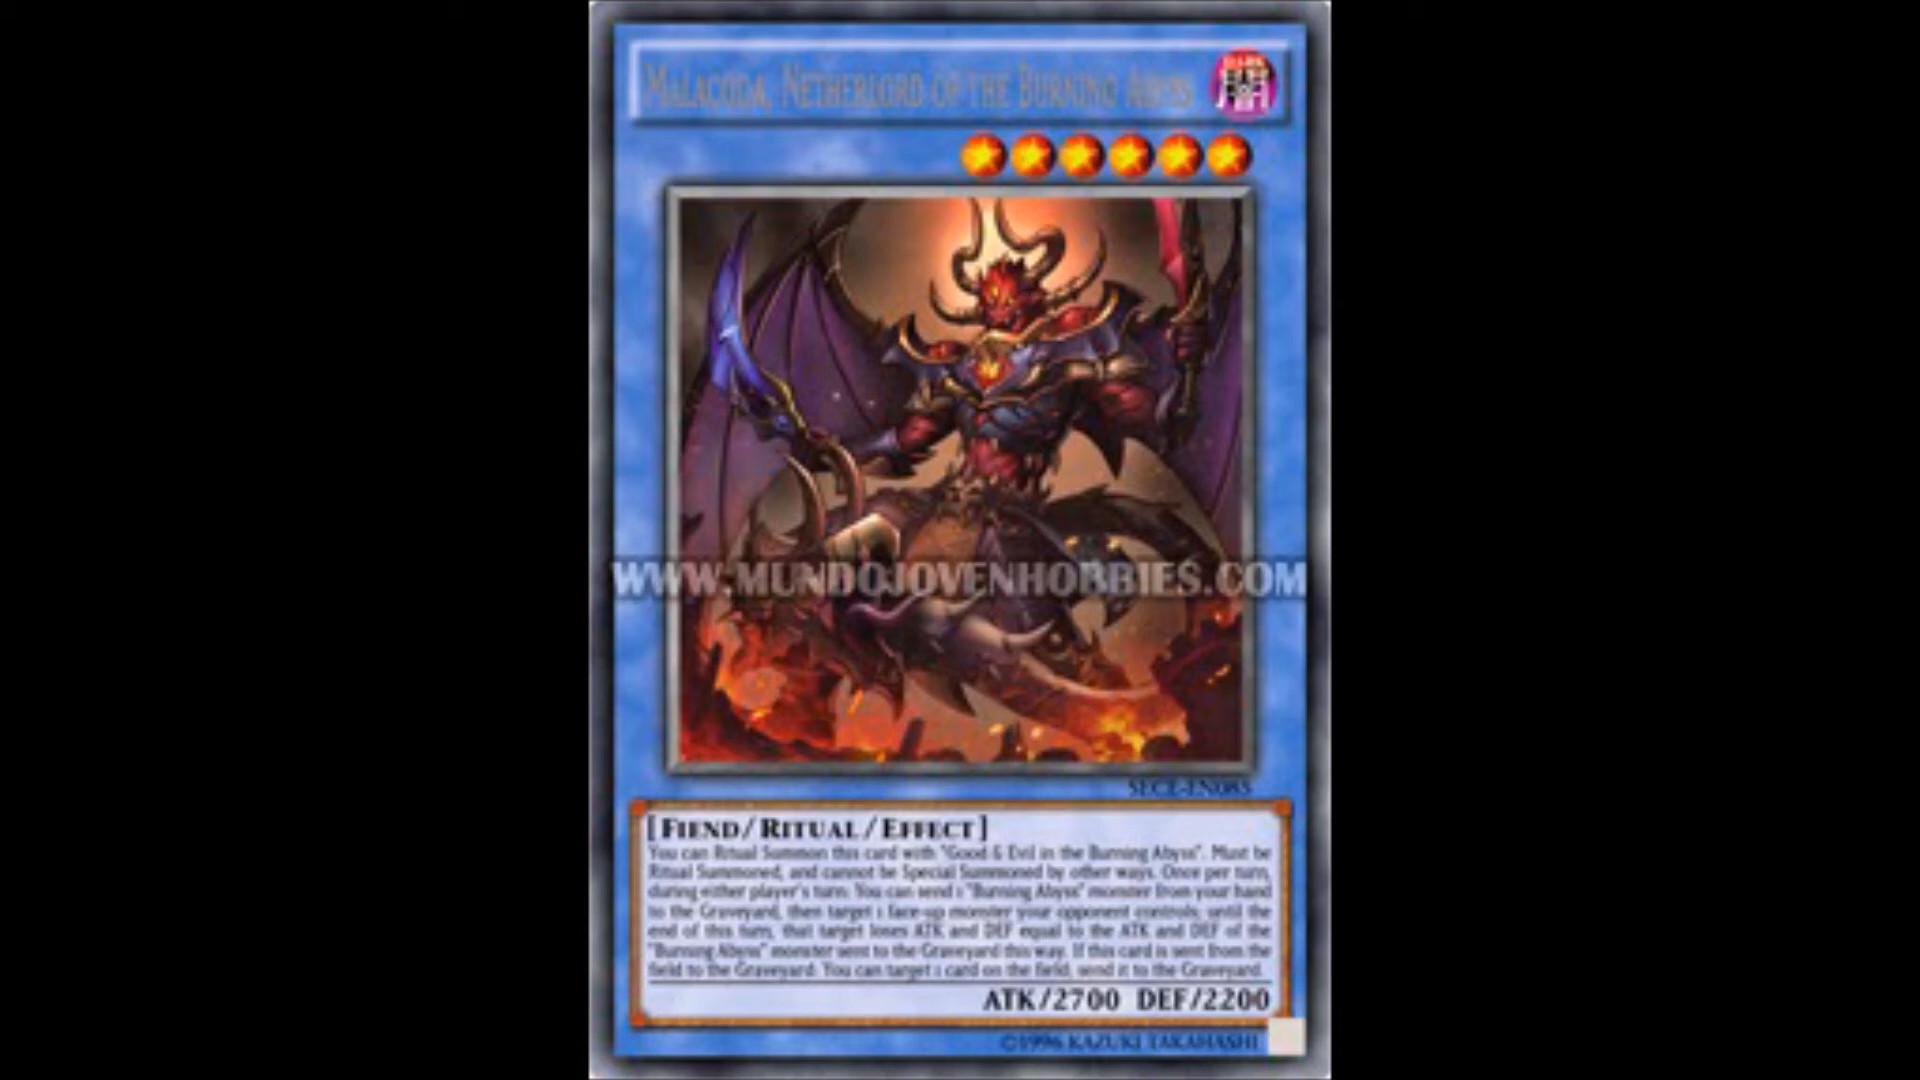 Malacoda, Netherlord of the Burning Abyss
DARK
WWW.MUNDOJOVENHOBBIES.COM
SECE-EN085
[Fiend/Ritual/Effect]
You can Ritual Summon this card with "Good & Evil in the Burning Abyss". Must be
Ritual Summoned, and cannot be Special Summoned by other ways. Once per turn,
during either player's turn: You can send 1 "Burning Abyss" monster from your hand
to the Graveyard, then target 1 face-up monster your opponent controls; until the
end of this turn, that target loses ATK and DEF equal to the ATK and DEF of the
"Burning Abyss" monster sent to the Graveyard this way. If this card is sent from the
field to the Graveyard: You can target 1 card on the field; send it to the Graveyard.
ATK/2700 DEF/2200
©1996 KAZUKI TAKAHASHI